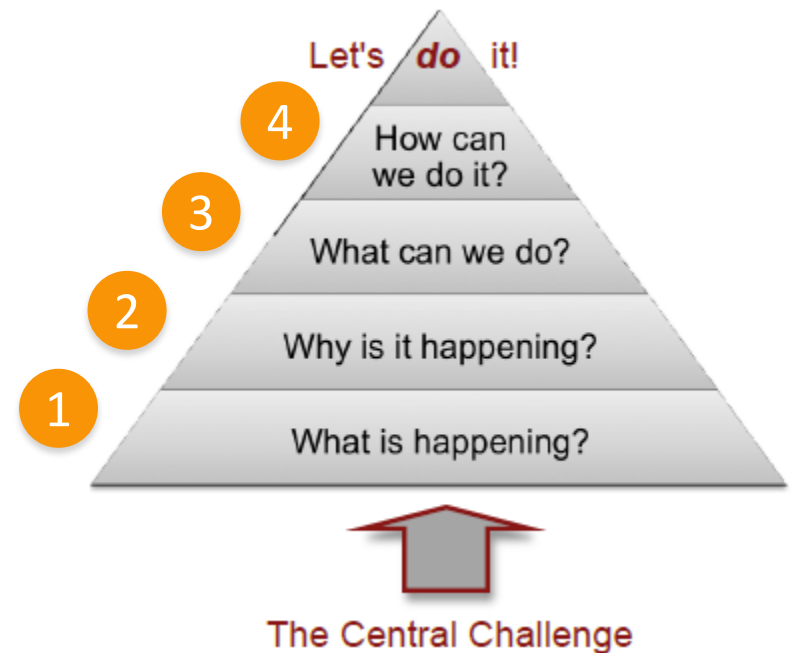 Let's do it!
4
How can
we do it?
3
What can we do?
2
Why is it happening?
1
What is happening?
The Central Challenge